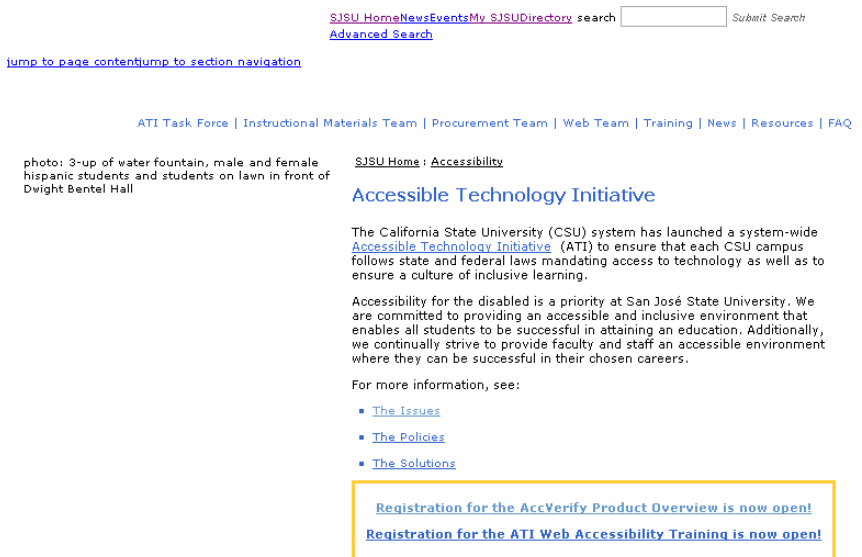 SJSU HomeNewsEventsMy SJSUDirectory search Submit Search
Advanced Search
jump to page contentjump to section navigation
ATI Task Force | Instructional Materials Team | Procurement Team | Web Team | Training | News | Resources | FAQ
photo: 3-up of water fountain, male and female
hispanic students and students on lawn in front of
Dwight Bentel Hall
SJSU Home : Accessibility
Accessible Technology Initiative
The California State University (CSU) system has launched a system-wide
Accessible Technology Initiative (ATI) to ensure that each CSU campus
follows state and federal laws mandating access to technology as well as to
ensure a culture of inclusive learning.
Accessibility for the disabled is a priority at San José State University. We
are committed to providing an accessible and inclusive environment that
enables all students to be successful in attaining an education. Additionally,
we continually strive to provide faculty and staff an accessible environment
where they can be successful in their chosen careers.
For more information, see:
The Issues
The Policies
The Solutions
Registration for the AccVerify Product Overview is now open!
Registration for the ATI Web Accessibility Training is now open!